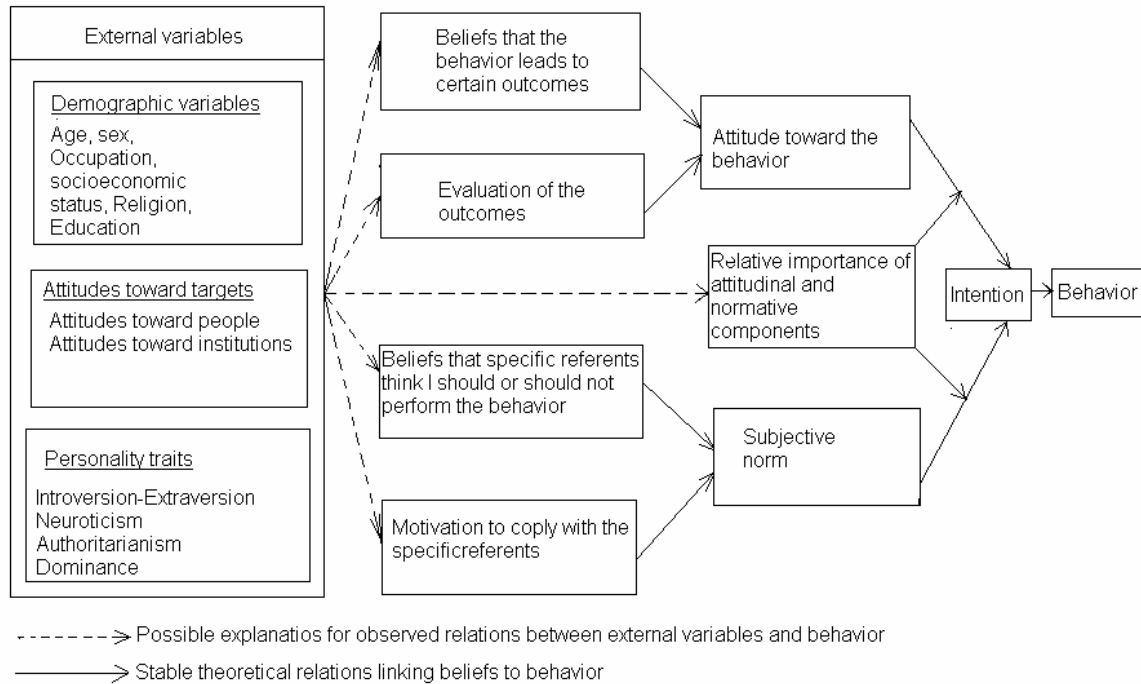 External variables
Demographic variables
Age, sex,
Occupation,
socioeconomic
status, Religion,
Education
Attitudes toward targets
Attitudes toward people
Attitudes toward institutions
Personality traits
Introversion-Extraversion
Neuroticism
Authoritarianism
Dominance
Beliefs that the
behavior leads to
certain outcomes
Evaluation of the
outcomes
Beliefs that specific referents
think I should or should not
perform the behavior
Motivation to coply with the
specificreferents
Attitude toward the
behavior
Relative importance of
attitudinal and
normative
components
Subjective
norm
Intention
Behavior
Possible explanatios for observed relations between external variables and behavior
Stable theoretical relations linking beliefs to behavior